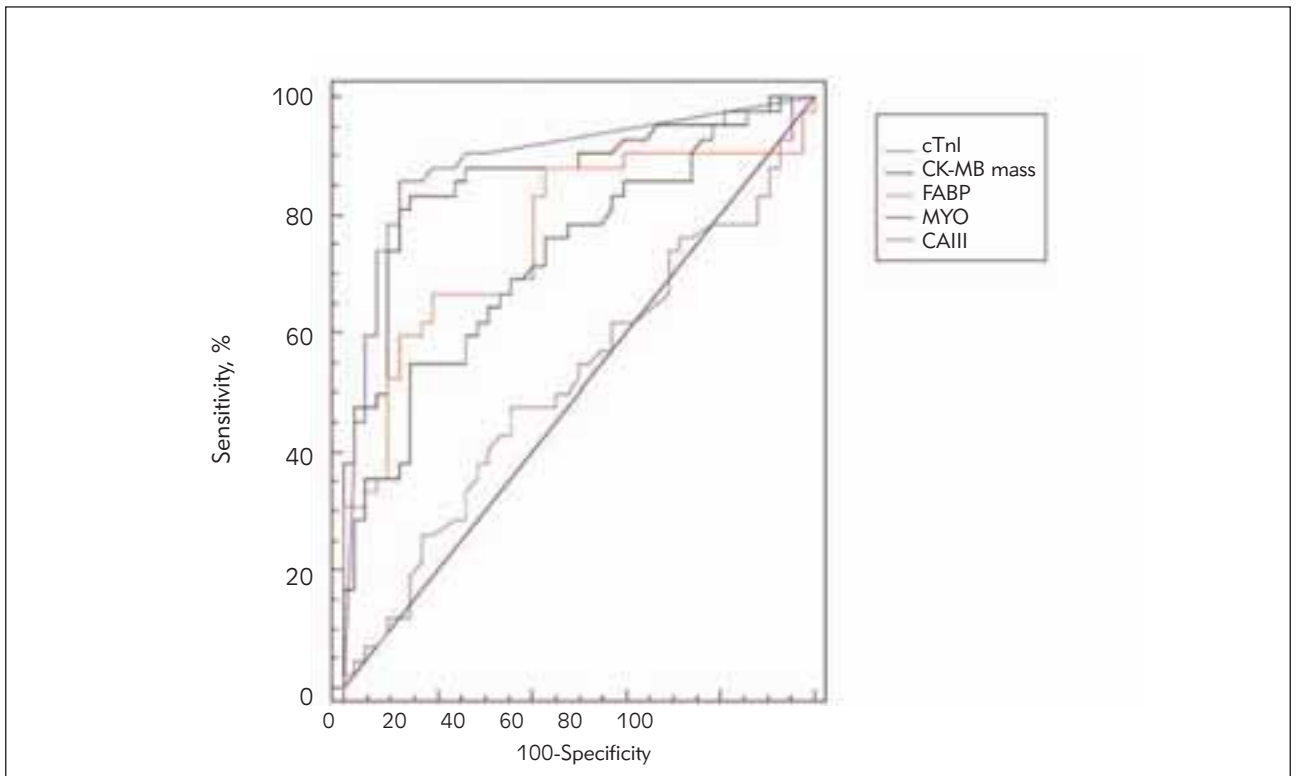 100
80
60
40
20
0
Sensitivity, %
0 20 40 60 80 100
100-Specificity
cTnI
CK-MB mass
FABP
MYO
CAIII